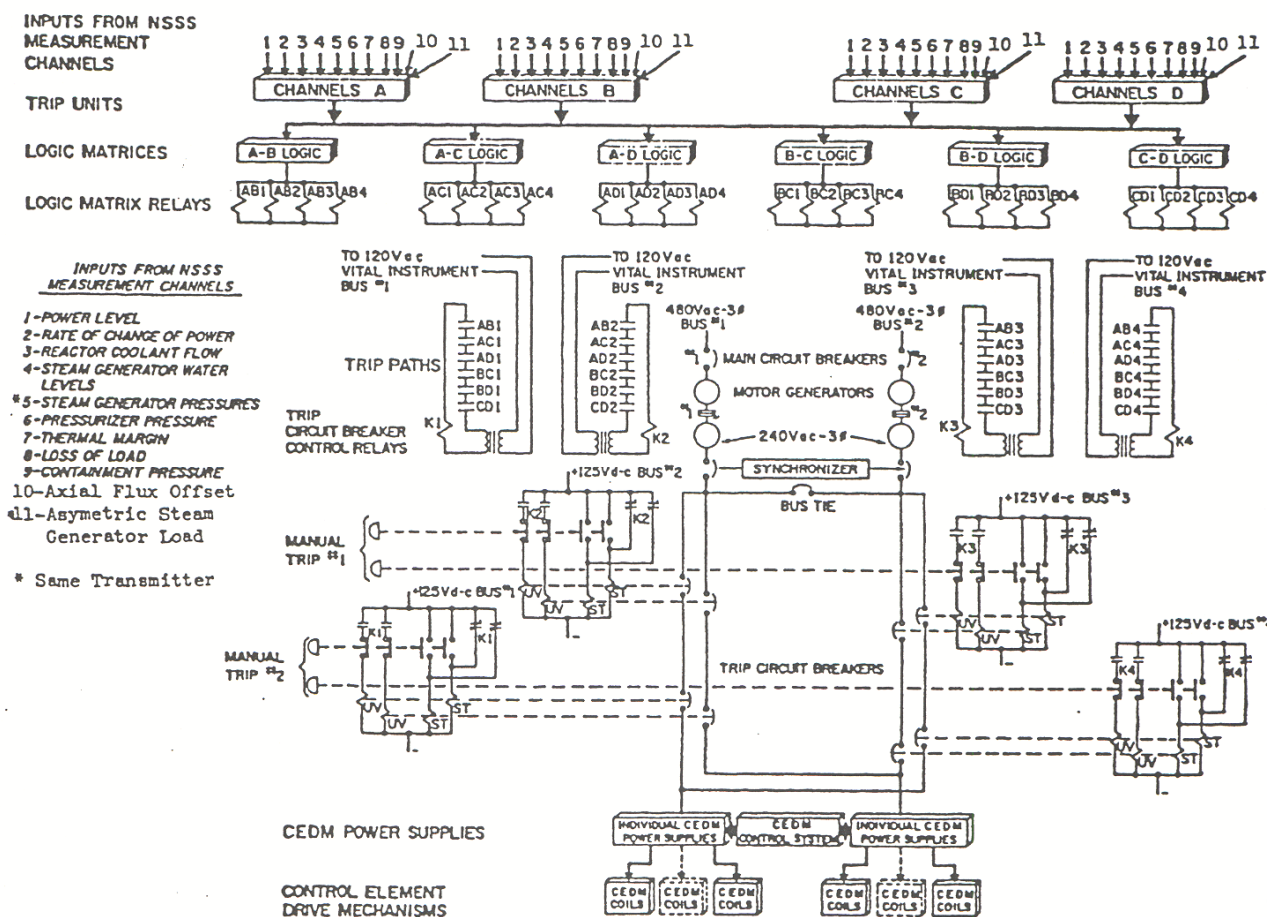 INPUTS FROM NSSS
MEASUREMENT
CHANNELS
1 2 3 4 5 6 7 8 9 10 11
1 2 3 4 5 6 7 8 9 10 11
1 2 3 4 5 6 7 8 9 10 11
1 2 3 4 5 6 7 8 9 10 11
TRIP UNITS
CHANNELS A
CHANNELS B
CHANNELS C
CHANNELS D
LOGIC MATRICES
A-B LOGIC
A-C LOGIC
A-D LOGIC
B-C LOGIC
B-D LOGIC
C-D LOGIC
LOGIC MATRIX RELAYS
AB1 AB2 AB3 AB4
AC1 AC2 AC3 AC4
AD1 AD2 AD3 AD4
BC1 BC2 BC3 BC4
BD1 BD2 BD3 BD4
CD1 CD2 CD3 CD4
INPUTS FROM NSSS
MEASUREMENT CHANNELS
1-POWER LEVEL
2-RATE OF CHANGE OF POWER
3-REACTOR COOLANT FLOW
4-STEAM GENERATOR WATER
LEVELS
*5-STEAM GENERATOR PRESSURES
6-PRESSURIZER PRESSURE
7-THERMAL MARGIN
8-LOSS OF LOAD
9-CONTAINMENT PRESSURE
10-Axial Flux Offset
*11-Asymetric Steam
Generator Load
* Same Transmitter
TO 120Vac
VITAL INSTRUMENT
BUS #1
TO 120Vac
VITAL INSTRUMENT
BUS #2
TO 120Vac
VITAL INSTRUMENT
BUS #3
TO 120Vac
VITAL INSTRUMENT
BUS #4
TRIP PATHS
AB1
AC1
AD1
BC1
BD1
CD1
K1
AB2
AC2
AD2
BC2
BD2
CD2
K2
480Vac-3ø
BUS #1
480Vac-3ø
BUS #2
#1 MAIN CIRCUIT BREAKERS #2
MOTOR GENERATORS
#1
#2
240Vac-3ø
SYNCHRONIZER
BUS TIE
AB3
AC3
AD3
BC3
BD3
CD3
K3
AB4
AC4
AD4
BC4
BD4
CD4
K4
TRIP
CIRCUIT BREAKER
CONTROL RELAYS
+125Vd-c BUS #2
K2
K2
UV
UV
ST
ST
MANUAL
TRIP #1
+125Vd-c BUS #3
K3
K3
UV
UV
ST
ST
+125Vd-c BUS #1
K1
K1
UV
UV
ST
ST
MANUAL
TRIP #2
TRIP CIRCUIT BREAKERS
+125Vd-c BUS
K4
K4
UV
UV
ST
ST
CEDM POWER SUPPLIES
INDIVIDUAL CEDM
POWER SUPPLIES
CEDM
CONTROL SYSTEM
INDIVIDUAL CEDM
POWER SUPPLIES
CONTROL ELEMENT
DRIVE MECHANISMS
CEDM
COILS
CEDM
COILS
CEDM
COILS
CEDM
COILS
CEDM
COILS
CEDM
COILS